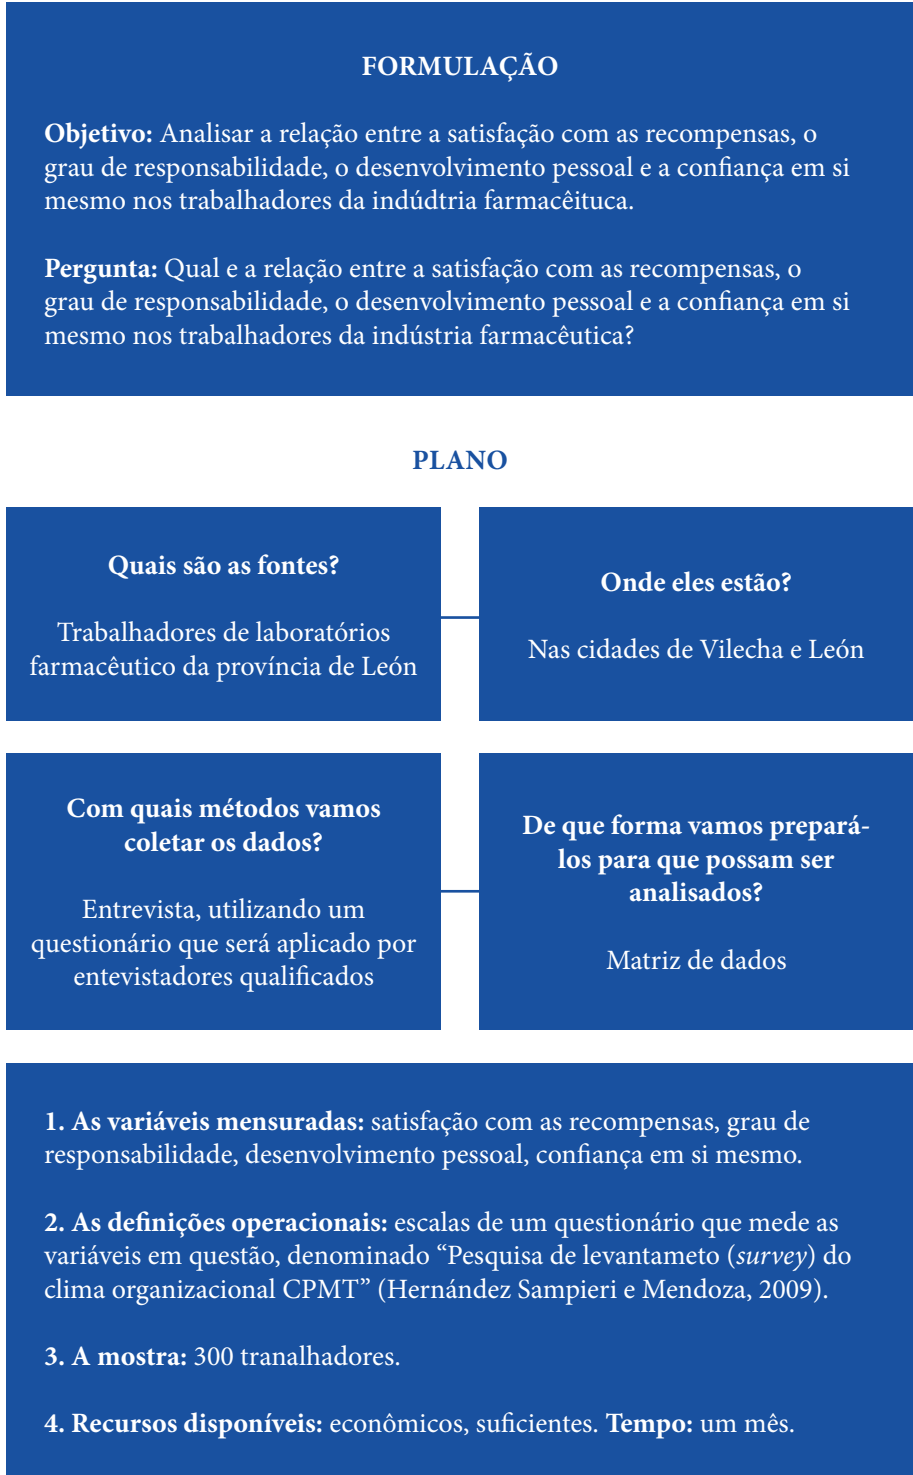 FORMULAÇÃO
Objetivo: Analisar a relação entre a satisfação com as recompensas, o
grau de responsabilidade, o desenvolvimento pessoal e a confiança em si
mesmo nos trabalhadores da indúdtria farmacêituca.
Pergunta: Qual e a relação entre a satisfação com as recompensas, o
grau de responsabilidade, o desenvolvimento pessoal e a confiança em si
mesmo nos trabalhadores da indústria farmacêutica?
PLANO
Quais são as fontes?
Trabalhadores de laboratórios
farmacêutico da província de León
Onde eles estão?
Nas cidades de Vilecha e León
Com quais métodos vamos
coletar os dados?
Entrevista, utilizando um
questionário que será aplicado por
entevistadores qualificados
De que forma vamos prepará-
los para que possam ser
analisados?
Matriz de dados
1. As variáveis mensuradas: satisfação com as recompensas, grau de
responsabilidade, desenvolvimento pessoal, confiança em si mesmo.
2. As definições operacionais: escalas de um questionário que mede as
variáveis em questão, denominado “Pesquisa de levantameto (survey) do
clima organizacional CPMT” (Hernández Sampieri e Mendoza, 2009).
3. A mostra: 300 tranalhadores.
4. Recursos disponíveis: econômicos, suficientes. Tempo: um mês.